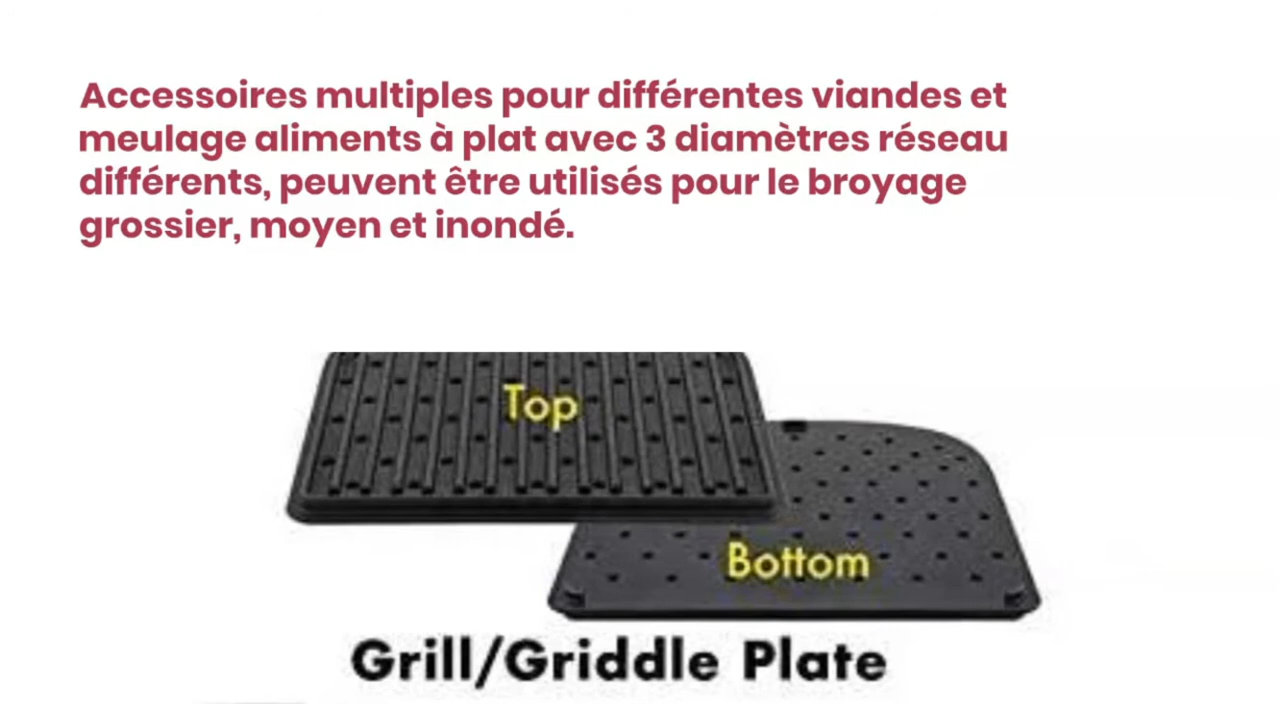 Accessoires multiples pour différentes viandes et
meulage aliments à plat avec 3 diamètres réseau
différents, peuvent être utilisés pour le broyage
grossier, moyen et inondé.
Top
Bottom
Grill/Griddle Plate